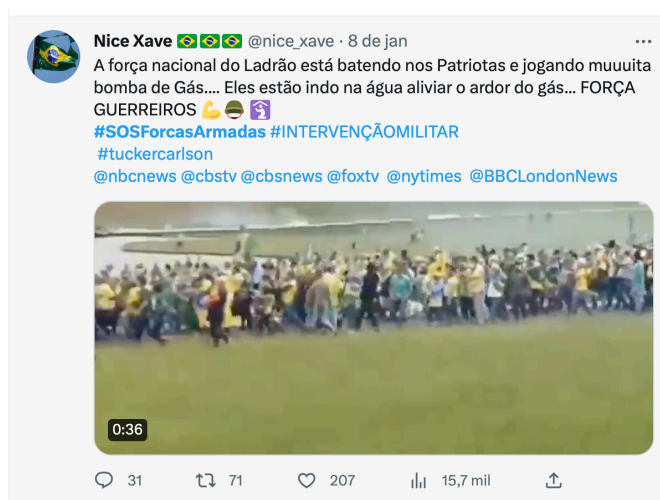 Nice Xave 🇧🇷🇧🇷🇧🇷 @nice_xave · 8 de jan
A força nacional do Ladrão está batendo nos Patriotas e jogando muuuita
bomba de Gás.... Eles estão indo na água aliviar o ardor do gás... FORÇA
GUERREIROS 💪🪖🛐
#SOSForcasArmadas #INTERVENÇÃOMILITAR
#tuckercarlson
@nbcnews @cbstv @cbsnews @foxtv @nytimes @BBCLondonNews
0:36
31 71 207 15,7 mil